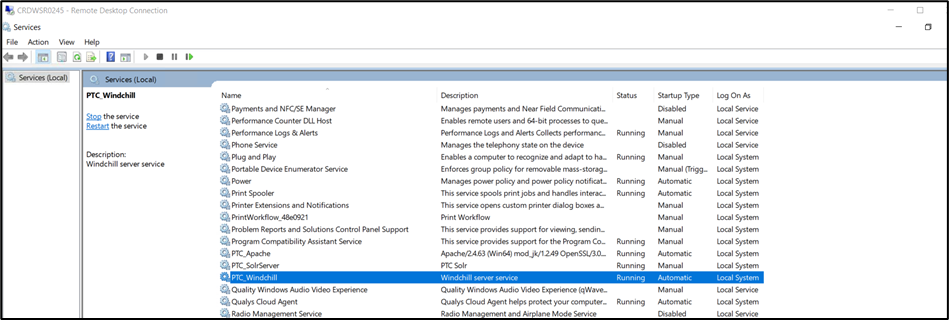 CRDWSR0245 - Remote Desktop Connection
Services
File Action View Help
Services (Local)
Services (Local)
PTC_Windchill
Stop the service
Restart the service
Description:
Windchill server service
Name Description Status Startup Type Log On As
Payments and NFC/SE Manager Manages payments and Near Field Communicati... Disabled Local Service
Performance Counter DLL Host Enables remote users and 64-bit processes to que... Manual Local Service
Performance Logs & Alerts Performance Logs and Alerts Collects performanc... Running Manual Local Service
Phone Service Manages the telephony state on the device Disabled Local Service
Plug and Play Enables a computer to recognize and adapt to ha... Running Manual Local System
Portable Device Enumerator Service Enforces group policy for removable mass-storag... Manual (Trigg... Local System
Power Manages power policy and power policy notificat... Running Automatic Local System
Print Spooler This service spools print jobs and handles interac... Running Automatic Local System
Printer Extensions and Notifications This service opens custom printer dialog boxes a... Manual Local System
PrintWorkflow_48e0921 Print Workflow Manual Local System
Problem Reports and Solutions Control Panel Support This service provides support for viewing, sendin... Manual Local System
Program Compatibility Assistant Service This service provides support for the Program Co... Running Manual Local System
PTC_Apache Apache/2.4.63 (Win64) mod_jk/1.2.49 OpenSSL/3.0... Running Automatic Local System
PTC_SolrServer PTC Solr Running Manual Local System
PTC_Windchill Windchill server service Running Automatic Local System
Quality Windows Audio Video Experience Quality Windows Audio Video Experience (qWave... Manual Local Service
Qualys Cloud Agent Qualys Cloud Agent helps protect your computer... Running Automatic Local System
Radio Management Service Radio Management and Airplane Mode Service Disabled Local Service